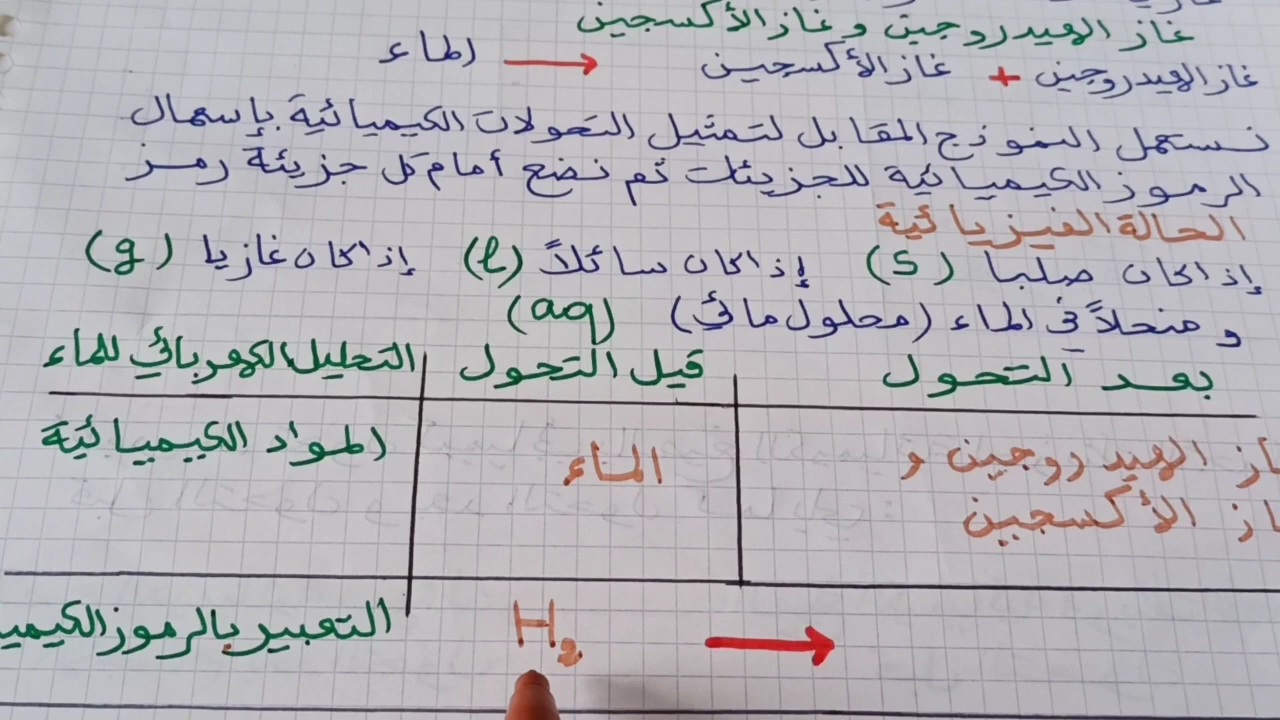 غاز الهيدروجين و غاز الأكسجين
غاز الهيدروجين + غاز الأكسجين → الماء
نستعمل النموذج المقابل لتمثيل التحولات الكيميائية بإستعمال
الرموز الكيميائية للجزيئات ثم نضع أمام كل جزيئة رمز
الحالة الفيزيائية
إذا كان صلبا (s) إذا كان سائلاً (l) إذا كان غازيا (g)
و منحلاً في الماء (محلول مائي) (aq)
بعد التحول قبل التحول التحليل الكهربائي للماء
از الهيدروجين و الماء المواد الكيميائية
از الأكسجين
التعبير بالرموز الكيميا H₂ →